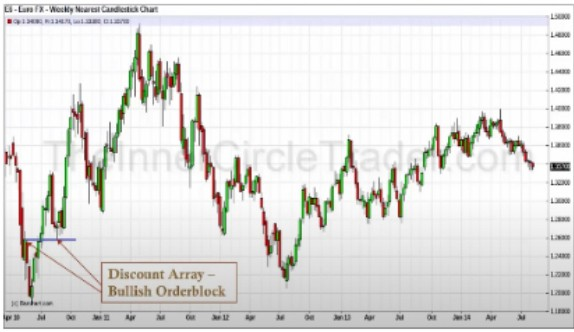 E6 - Euro FX - Weekly Nearest Candlestick Chart
1.50000
1.48000
1.46000
1.44000
1.42000
1.40000
1.38000
1.36000
1.32000
1.30000
1.28000
1.26000
1.24000
1.22000
1.20000
1.18000
TheInnerCircleTrader.com
Discount Array –
Bullish Orderblock
(c) Barchart.com
Apr 10 Jul Oct Jan 11 Apr Jul Oct Jan 12 Apr Jul Oct Jan 13 Apr Jul Oct Jan 14 Apr Jul